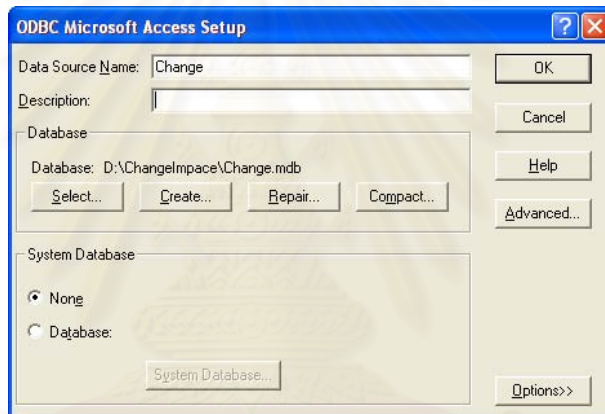 ODBC Microsoft Access Setup
Data Source Name: Change
OK
Description:
Cancel
Database
Database: D:\ChangeImpace\Change.mdb
Help
Select... Create... Repair... Compact...
Advanced...
System Database
None
Database:
System Database...
Options>>